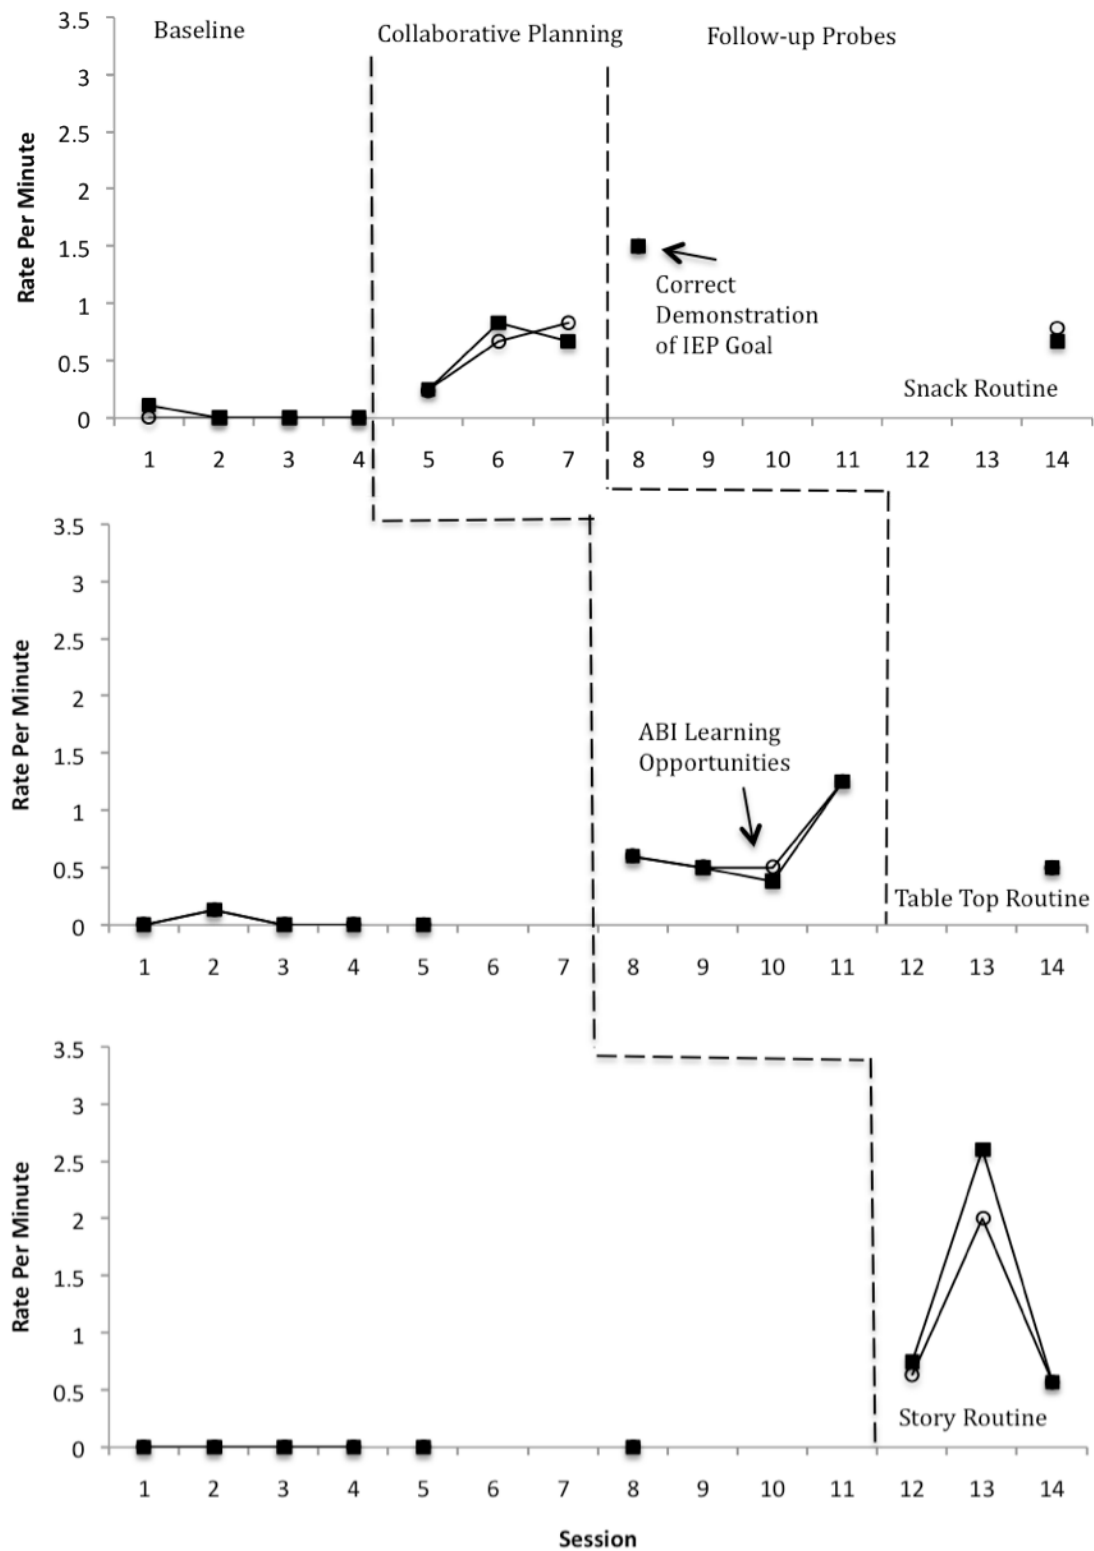 Baseline
Collaborative Planning
Follow-up Probes
3.5
3
2.5
2
1.5
1
0.5
0
Rate Per Minute
Correct
Demonstration
of IEP Goal
Snack Routine
1 2 3 4 5 6 7 8 9 10 11 12 13 14
3.5
3
2.5
2
1.5
1
0.5
0
Rate Per Minute
ABI Learning
Opportunities
Table Top Routine
1 2 3 4 5 6 7 8 9 10 11 12 13 14
3.5
3
2.5
2
1.5
1
0.5
0
Rate Per Minute
Story Routine
1 2 3 4 5 6 7 8 9 10 11 12 13 14
Session